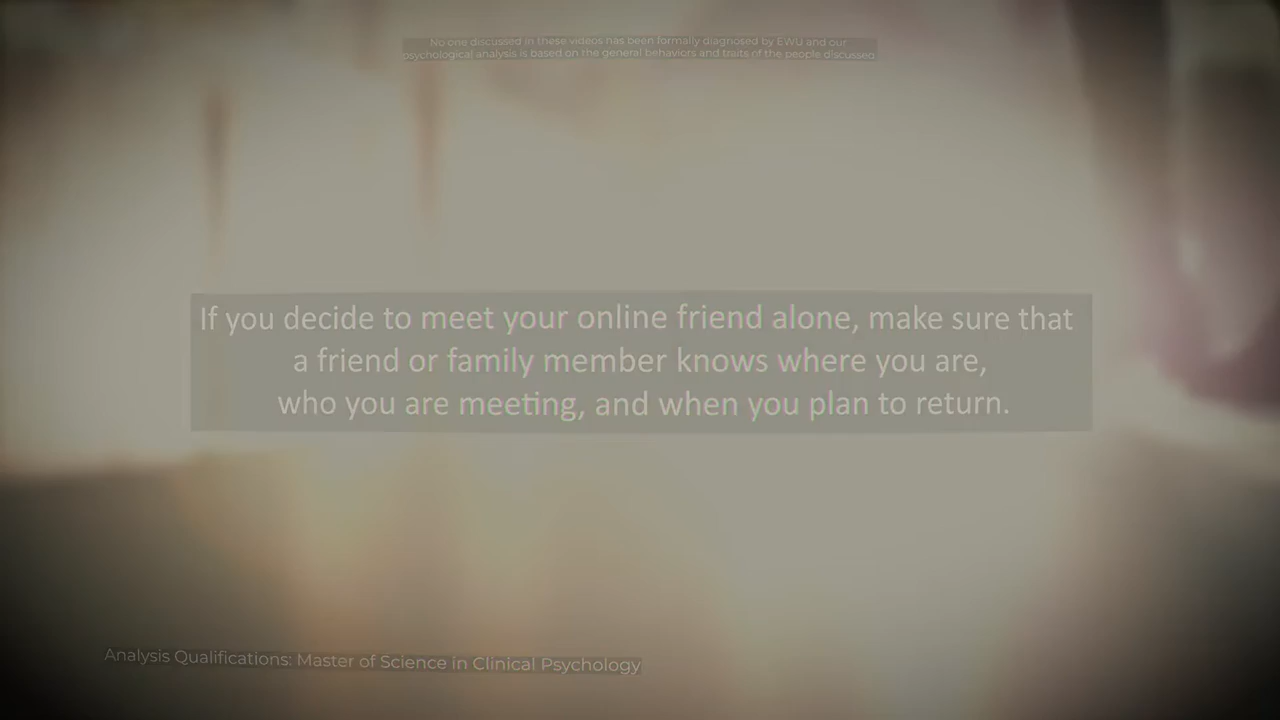 No one discussed in these videos has been formally diagnosed by EWU and our
psychological analysis is based on the general behaviors and traits of the people discussed.
If you decide to meet your online friend alone, make sure that
a friend or family member knows where you are,
who you are meeting, and when you plan to return.
Analysis Qualifications: Master of Science in Clinical Psychology